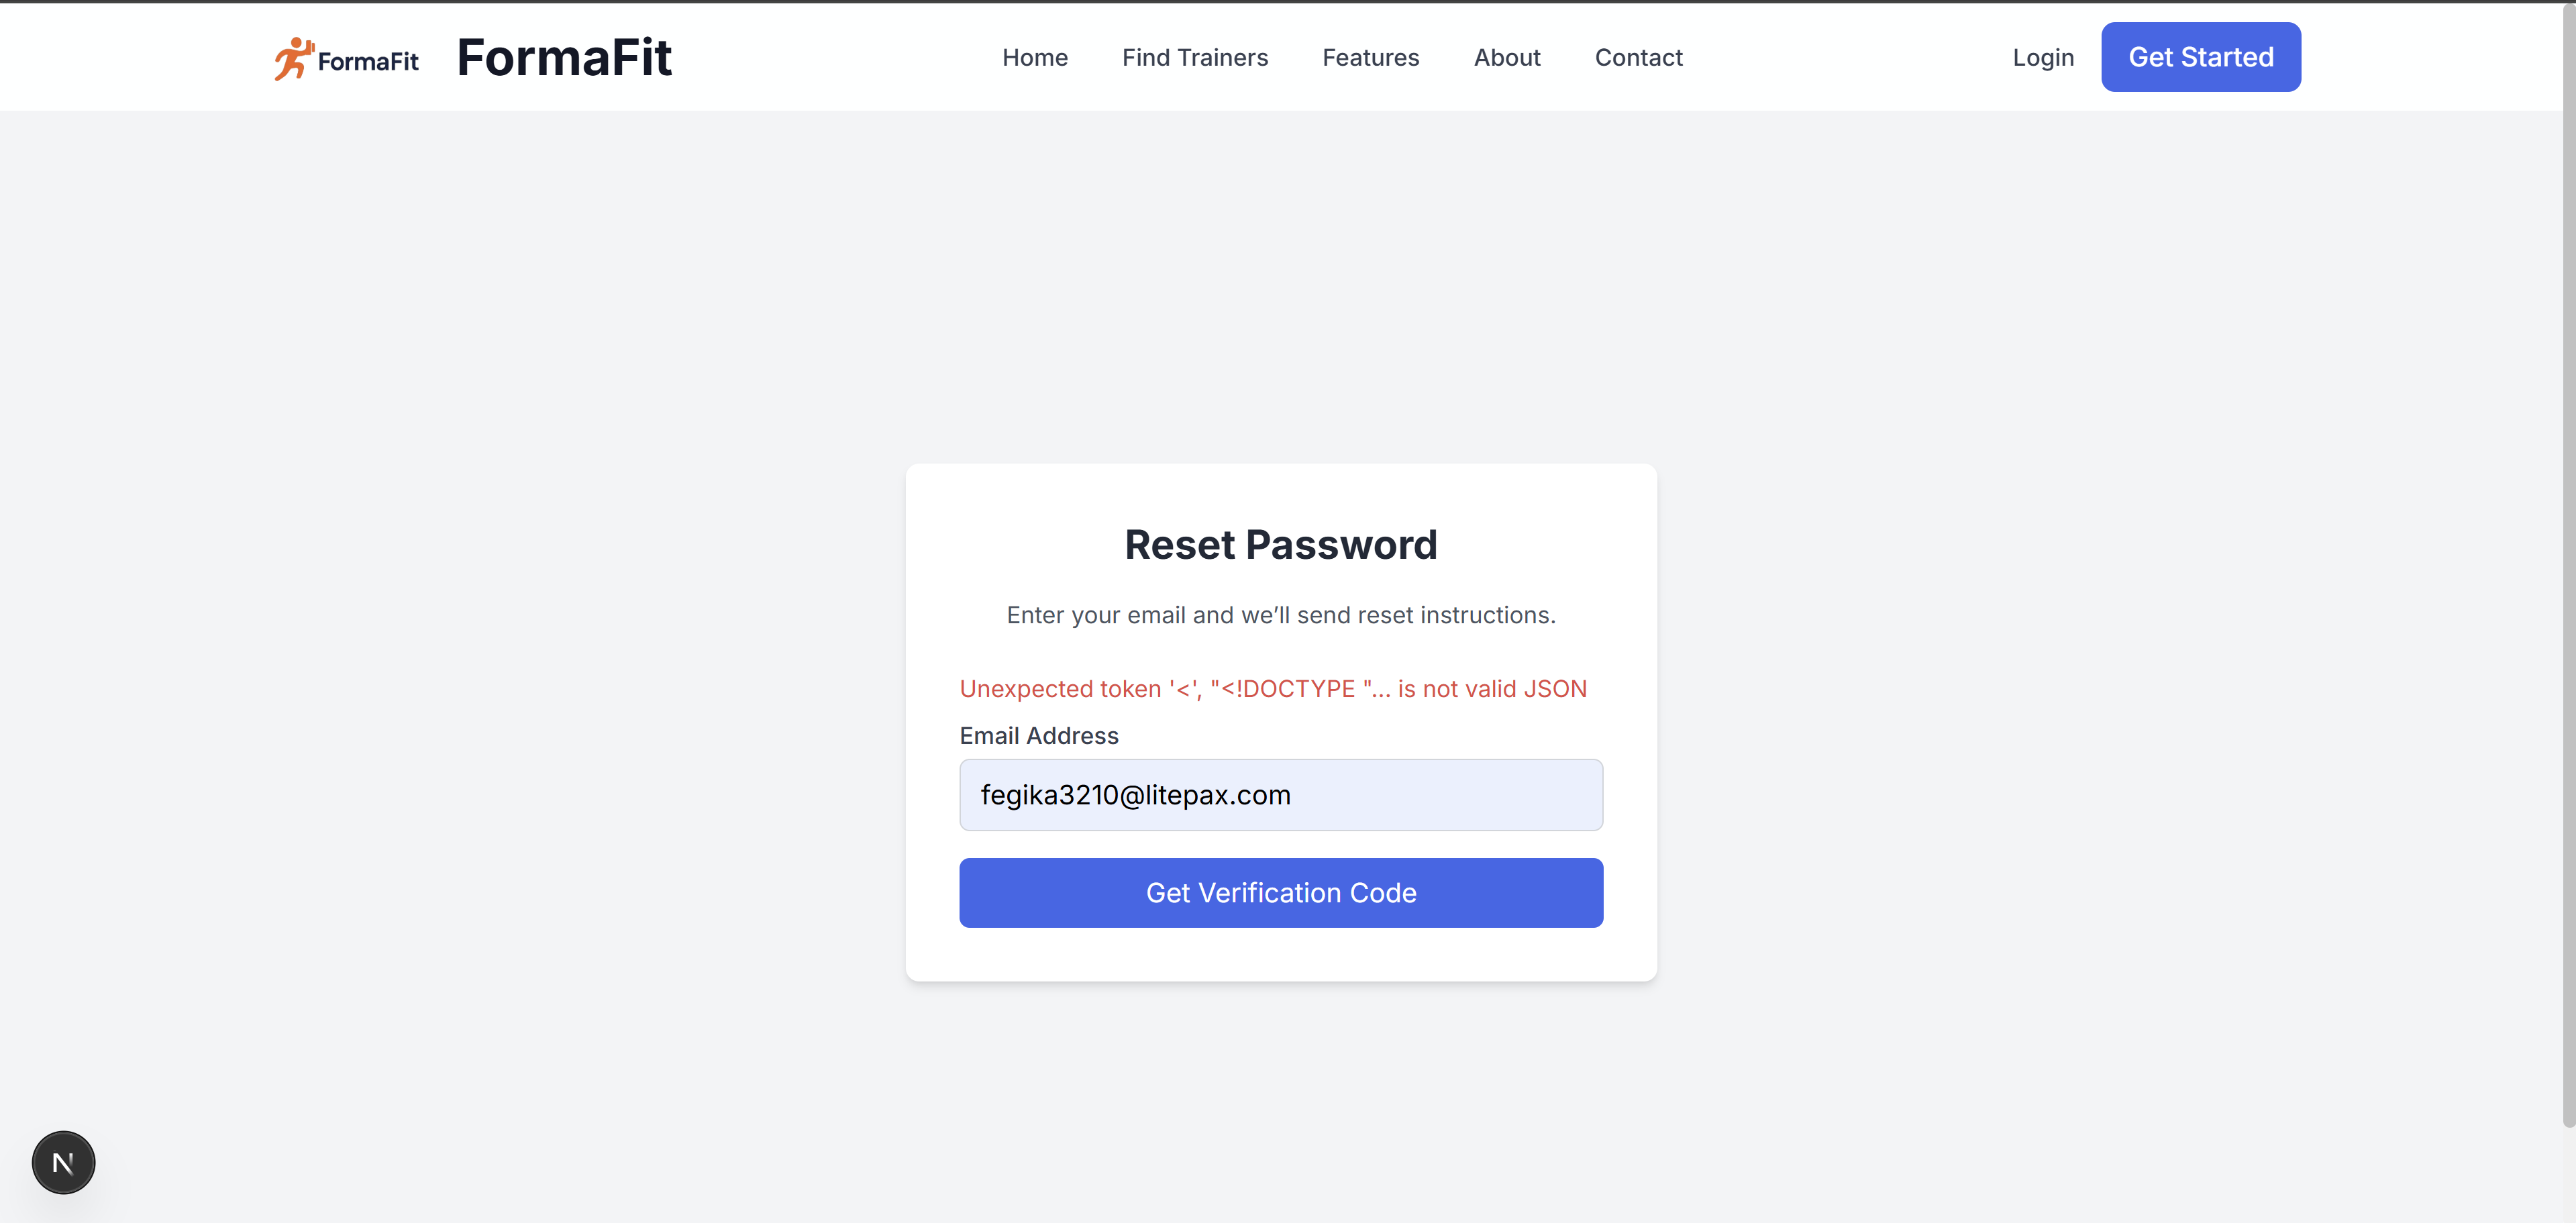 FormaFit
FormaFit
Home
Find Trainers
Features
About
Contact
Login
Get Started
Reset Password
Enter your email and we’ll send reset instructions.
Unexpected token '<', "<!DOCTYPE "... is not valid JSON
Email Address
fegika3210@litepax.com
Get Verification Code
N